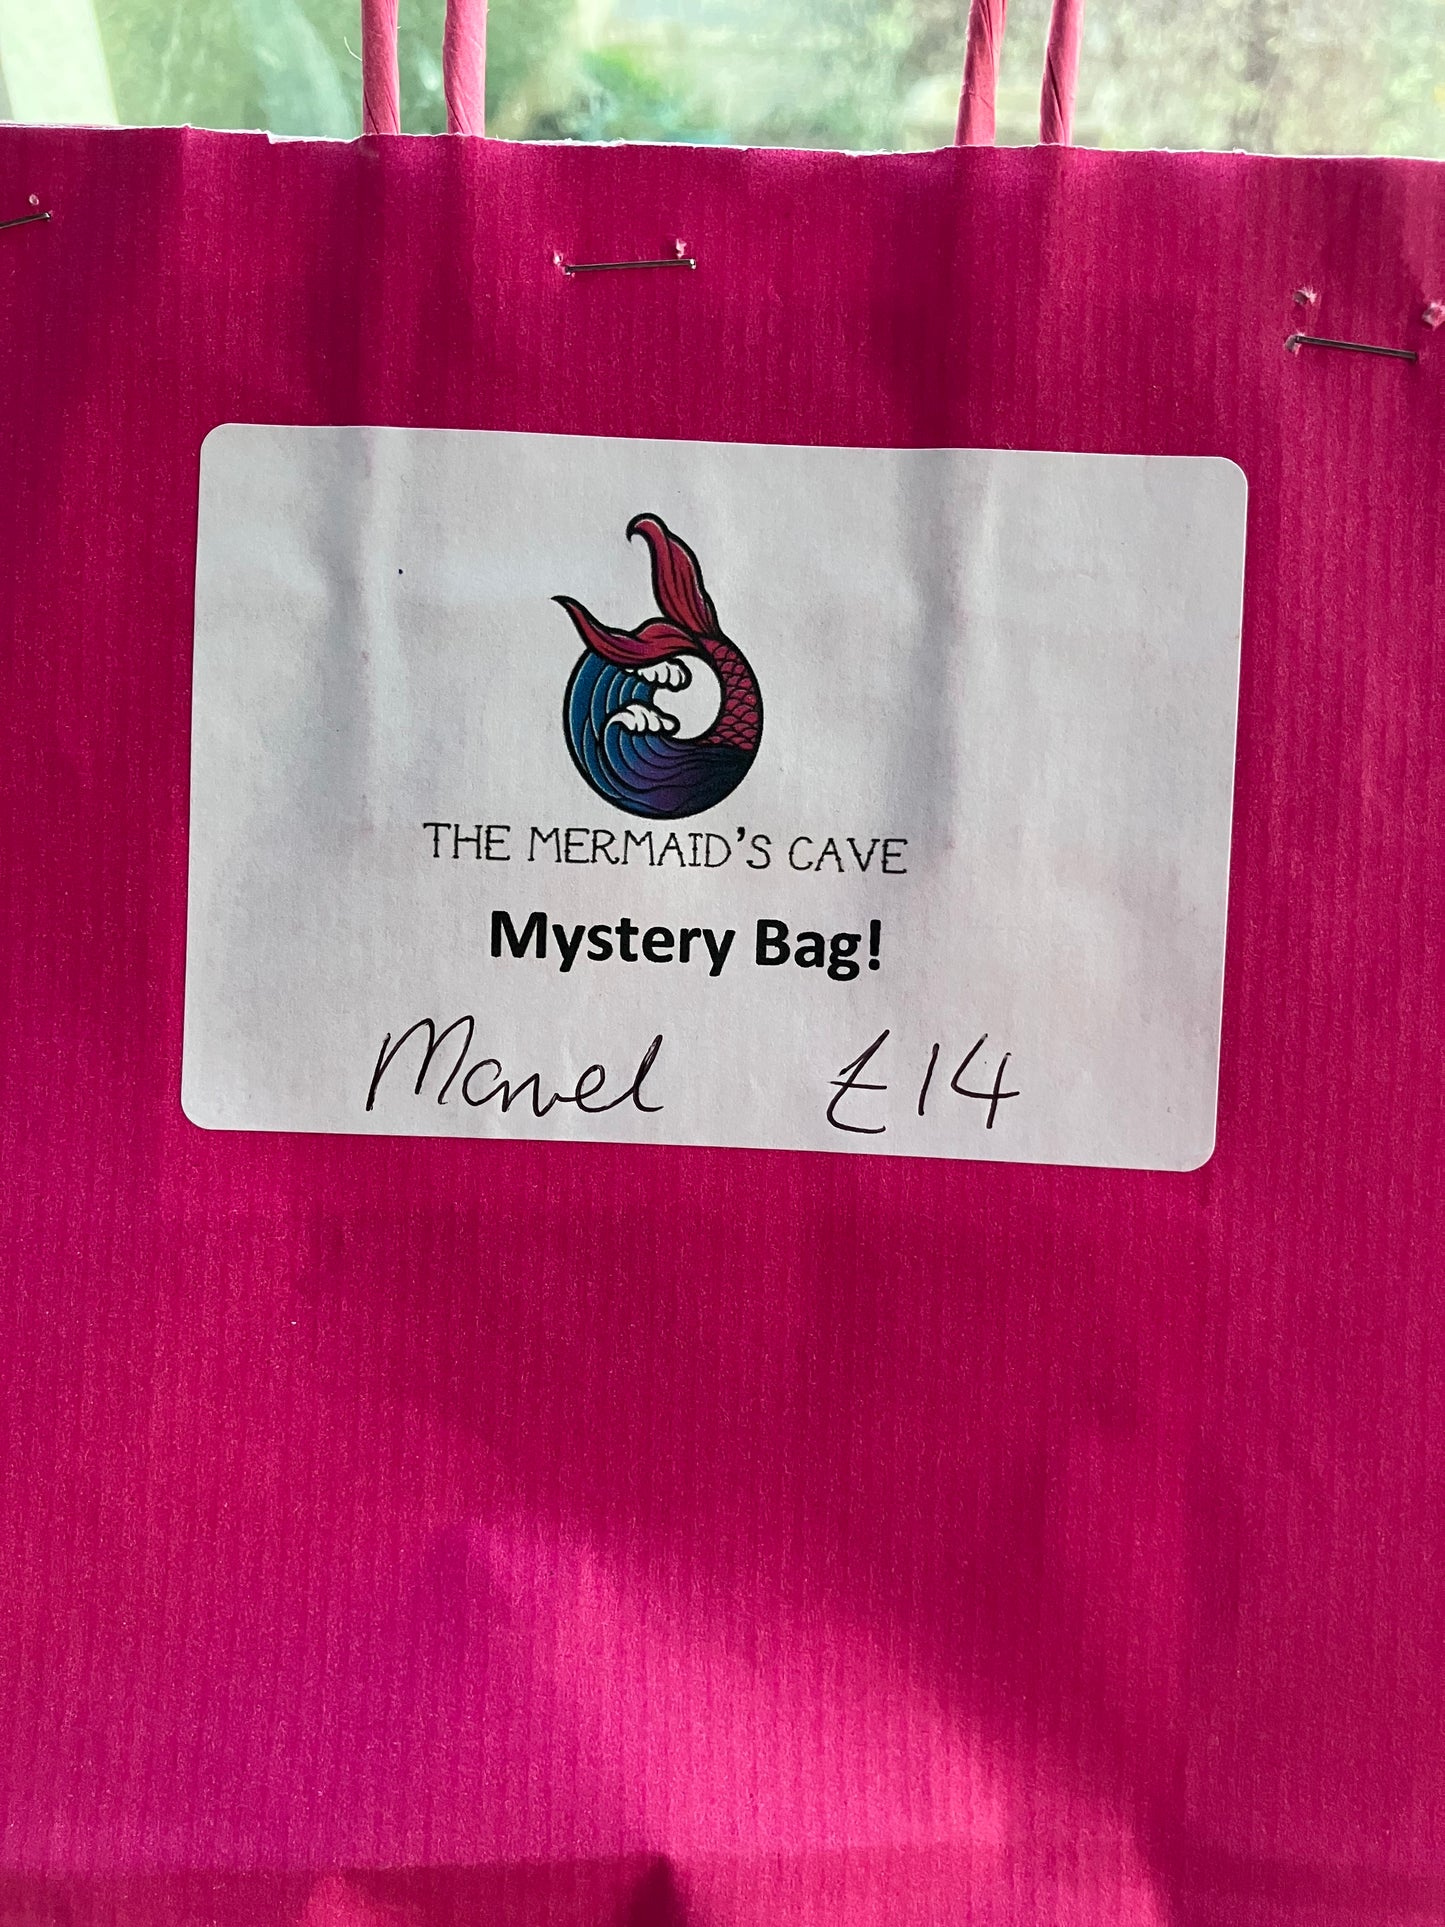 THE MERMAID'S CAVE
Mystery Bag!
Marvel £14